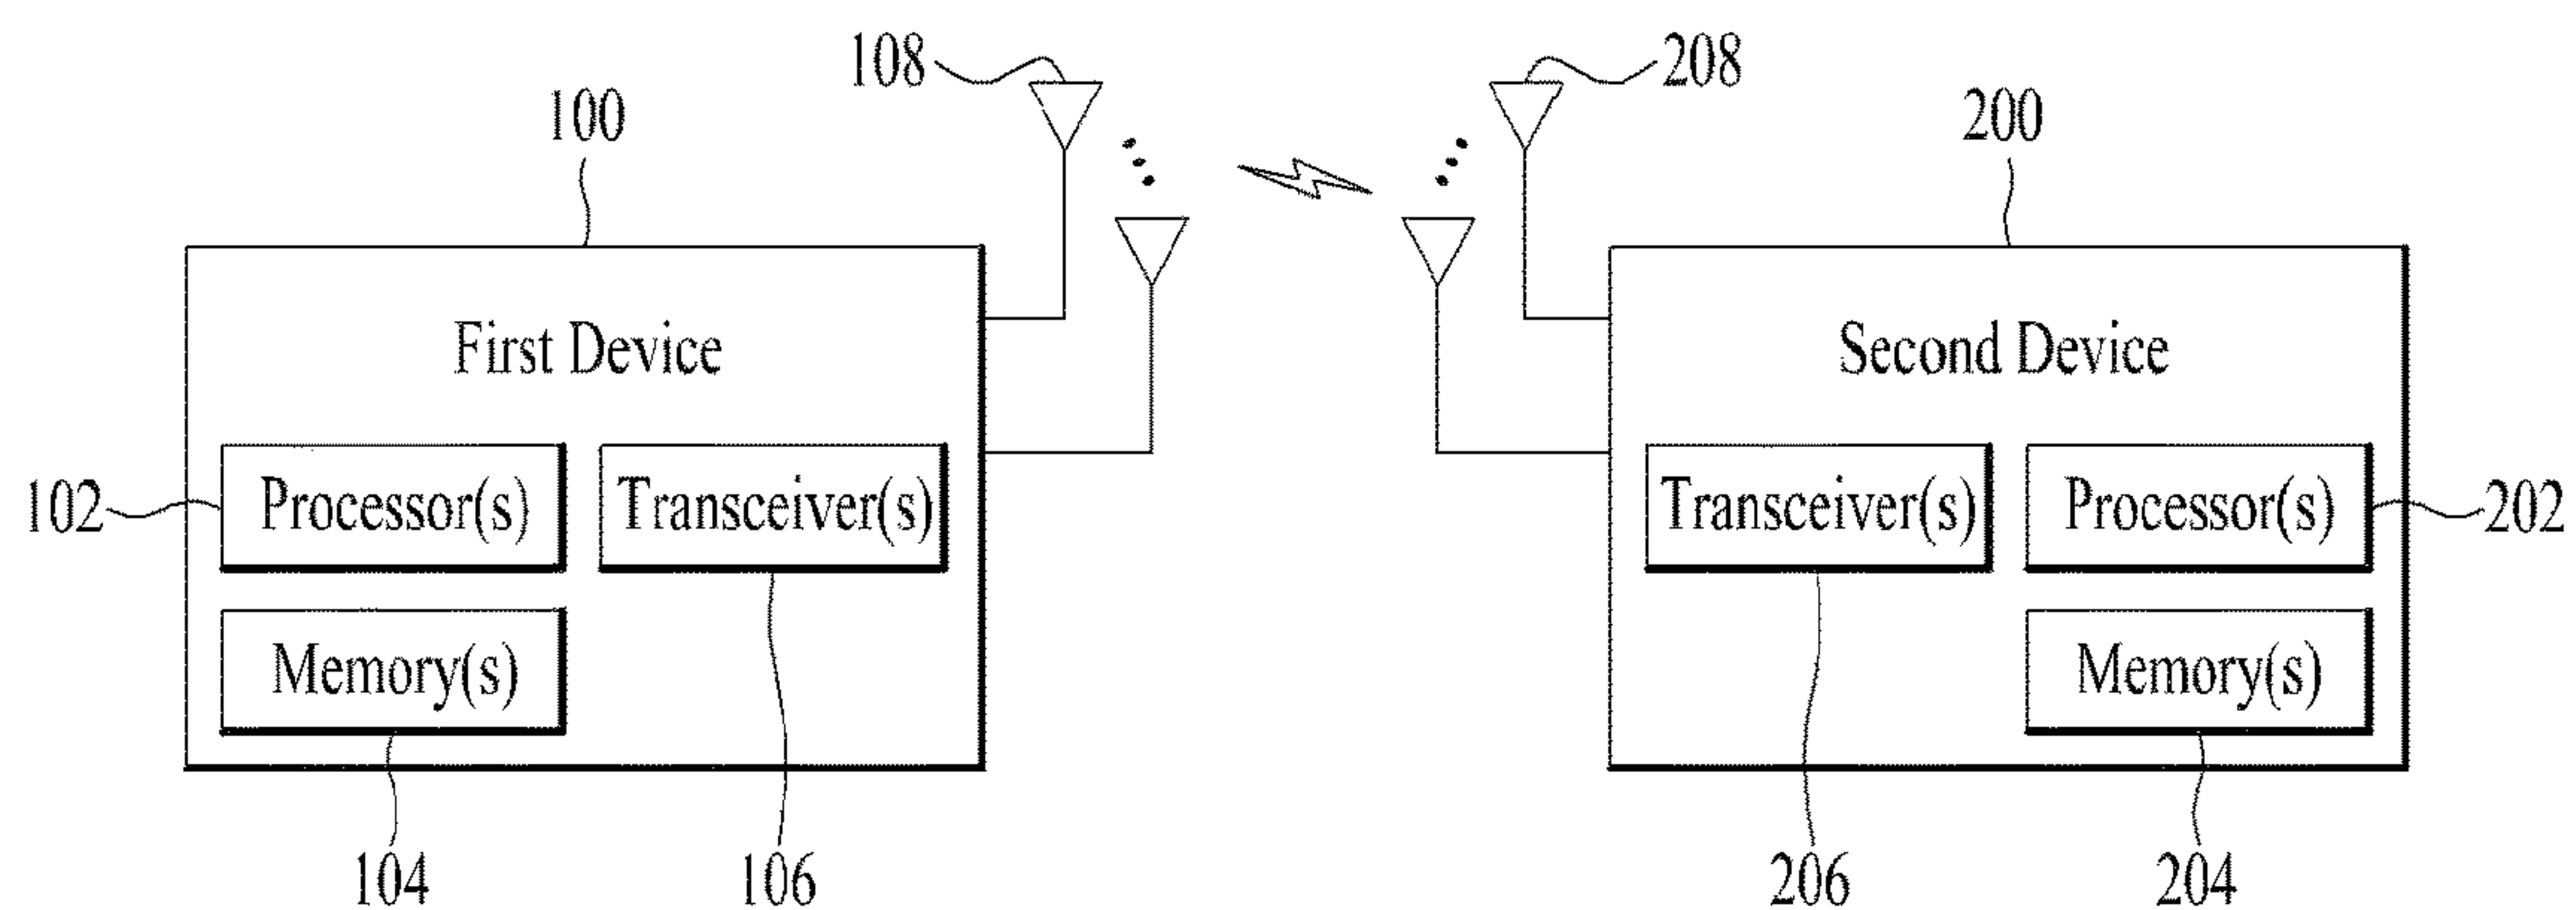 108
208
100
200
First Device
Second Device
102
Processor(s)
Transceiver(s)
Transceiver(s)
Processor(s)
202
Memory(s)
Memory(s)
104
106
206
204